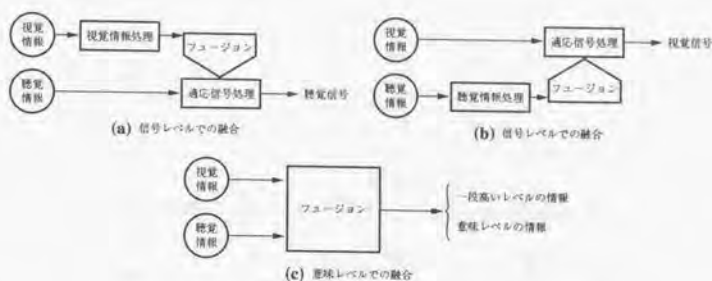 視覚
情報
視覚情報処理
フュージョン
聴覚
情報
適応信号処理
聴覚信号
(a) 信号レベルでの融合
視覚
情報
適応信号処理
視覚信号
聴覚
情報
聴覚情報処理
フュージョン
(b) 信号レベルでの融合
視覚
情報
聴覚
情報
フュージョン
一段高いレベルの情報
意味レベルの情報
(c) 意味レベルでの融合